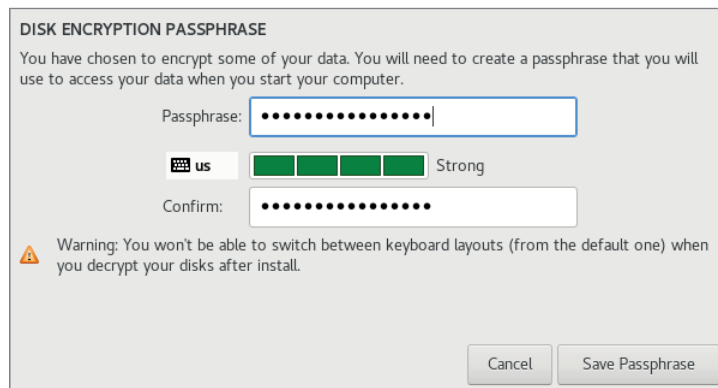 DISK ENCRYPTION PASSPHRASE
You have chosen to encrypt some of your data. You will need to create a passphrase that you will
use to access your data when you start your computer.
Passphrase: ••••••••••••••••
us Strong
Confirm: ••••••••••••••••
Warning: You won't be able to switch between keyboard layouts (from the default one) when
you decrypt your disks after install.
Cancel Save Passphrase